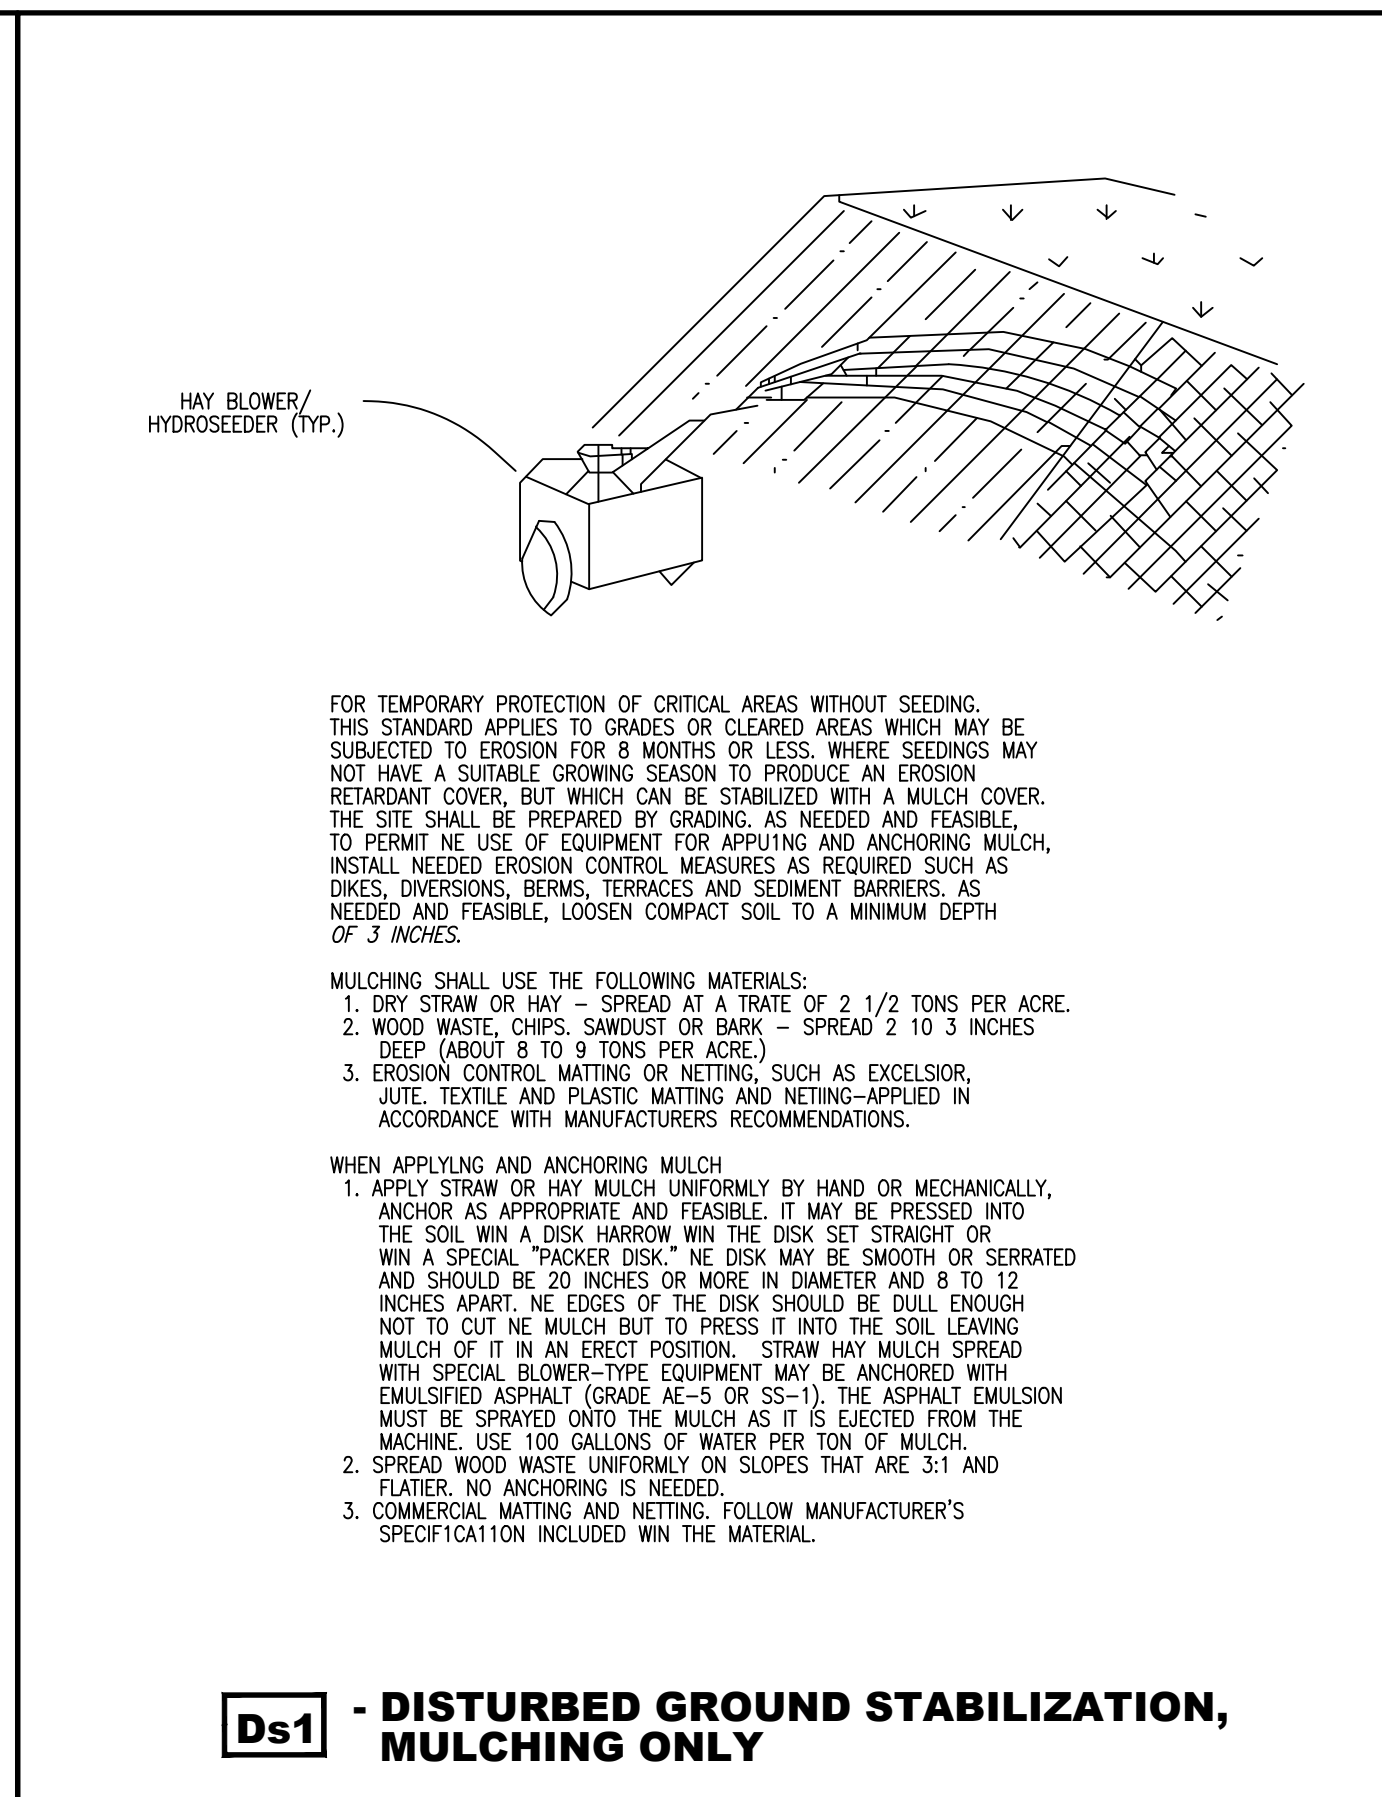 HAY BLOWER/
HYDROSEEDER (TYP.)
FOR TEMPORARY PROTECTION OF CRITICAL AREAS WITHOUT SEEDING.
THIS STANDARD APPLIES TO GRADES OR CLEARED AREAS WHICH MAY BE
SUBJECTED TO EROSION FOR 8 MONTHS OR LESS. WHERE SEEDINGS MAY
NOT HAVE A SUITABLE GROWING SEASON TO PRODUCE AN EROSION
RETARDANT COVER, BUT WHICH CAN BE STABILIZED WITH A MULCH COVER.
THE SITE SHALL BE PREPARED BY GRADING. AS NEEDED AND FEASIBLE,
TO PERMIT NE USE OF EQUIPMENT FOR APPU1NG AND ANCHORING MULCH,
INSTALL NEEDED EROSION CONTROL MEASURES AS REQUIRED SUCH AS
DIKES, DIVERSIONS, BERMS, TERRACES AND SEDIMENT BARRIERS. AS
NEEDED AND FEASIBLE, LOOSEN COMPACT SOIL TO A MINIMUM DEPTH
OF 3 INCHES.
MULCHING SHALL USE THE FOLLOWING MATERIALS:
1. DRY STRAW OR HAY – SPREAD AT A TRATE OF 2 1/2 TONS PER ACRE.
2. WOOD WASTE, CHIPS. SAWDUST OR BARK – SPREAD 2 10 3 INCHES
DEEP (ABOUT 8 TO 9 TONS PER ACRE.)
3. EROSION CONTROL MATTING OR NETTING, SUCH AS EXCELSIOR,
JUTE. TEXTILE AND PLASTIC MATTING AND NETIING–APPLIED IN
ACCORDANCE WITH MANUFACTURERS RECOMMENDATIONS.
WHEN APPLYLNG AND ANCHORING MULCH
1. APPLY STRAW OR HAY MULCH UNIFORMLY BY HAND OR MECHANICALLY,
ANCHOR AS APPROPRIATE AND FEASIBLE. IT MAY BE PRESSED INTO
THE SOIL WIN A DISK HARROW WIN THE DISK SET STRAIGHT OR
WIN A SPECIAL "PACKER DISK." NE DISK MAY BE SMOOTH OR SERRATED
AND SHOULD BE 20 INCHES OR MORE IN DIAMETER AND 8 TO 12
INCHES APART. NE EDGES OF THE DISK SHOULD BE DULL ENOUGH
NOT TO CUT NE MULCH BUT TO PRESS IT INTO THE SOIL LEAVING
MULCH OF IT IN AN ERECT POSITION. STRAW HAY MULCH SPREAD
WITH SPECIAL BLOWER–TYPE EQUIPMENT MAY BE ANCHORED WITH
EMULSIFIED ASPHALT (GRADE AE–5 OR SS–1). THE ASPHALT EMULSION
MUST BE SPRAYED ONTO THE MULCH AS IT IS EJECTED FROM THE
MACHINE. USE 100 GALLONS OF WATER PER TON OF MULCH.
2. SPREAD WOOD WASTE UNIFORMLY ON SLOPES THAT ARE 3:1 AND
FLATIER. NO ANCHORING IS NEEDED.
3. COMMERCIAL MATTING AND NETTING. FOLLOW MANUFACTURER'S
SPECIF1CA11ON INCLUDED WIN THE MATERIAL.
Ds1 - DISTURBED GROUND STABILIZATION,
MULCHING ONLY